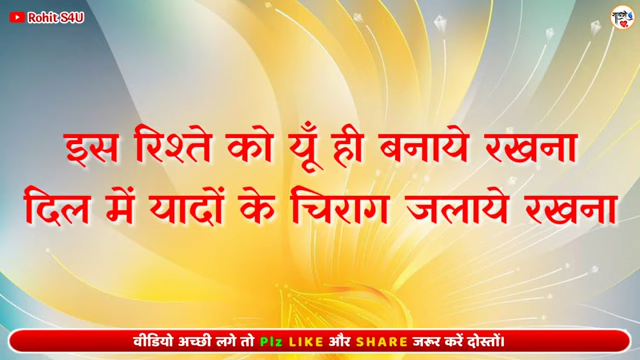 Rohit S4U
इस रिश्ते को यूँ ही बनाये रखना
दिल में यादों के चिराग जलाये रखना
वीडियो अच्छी लगे तो Plz LIKE और SHARE जरूर करें दोस्तों।